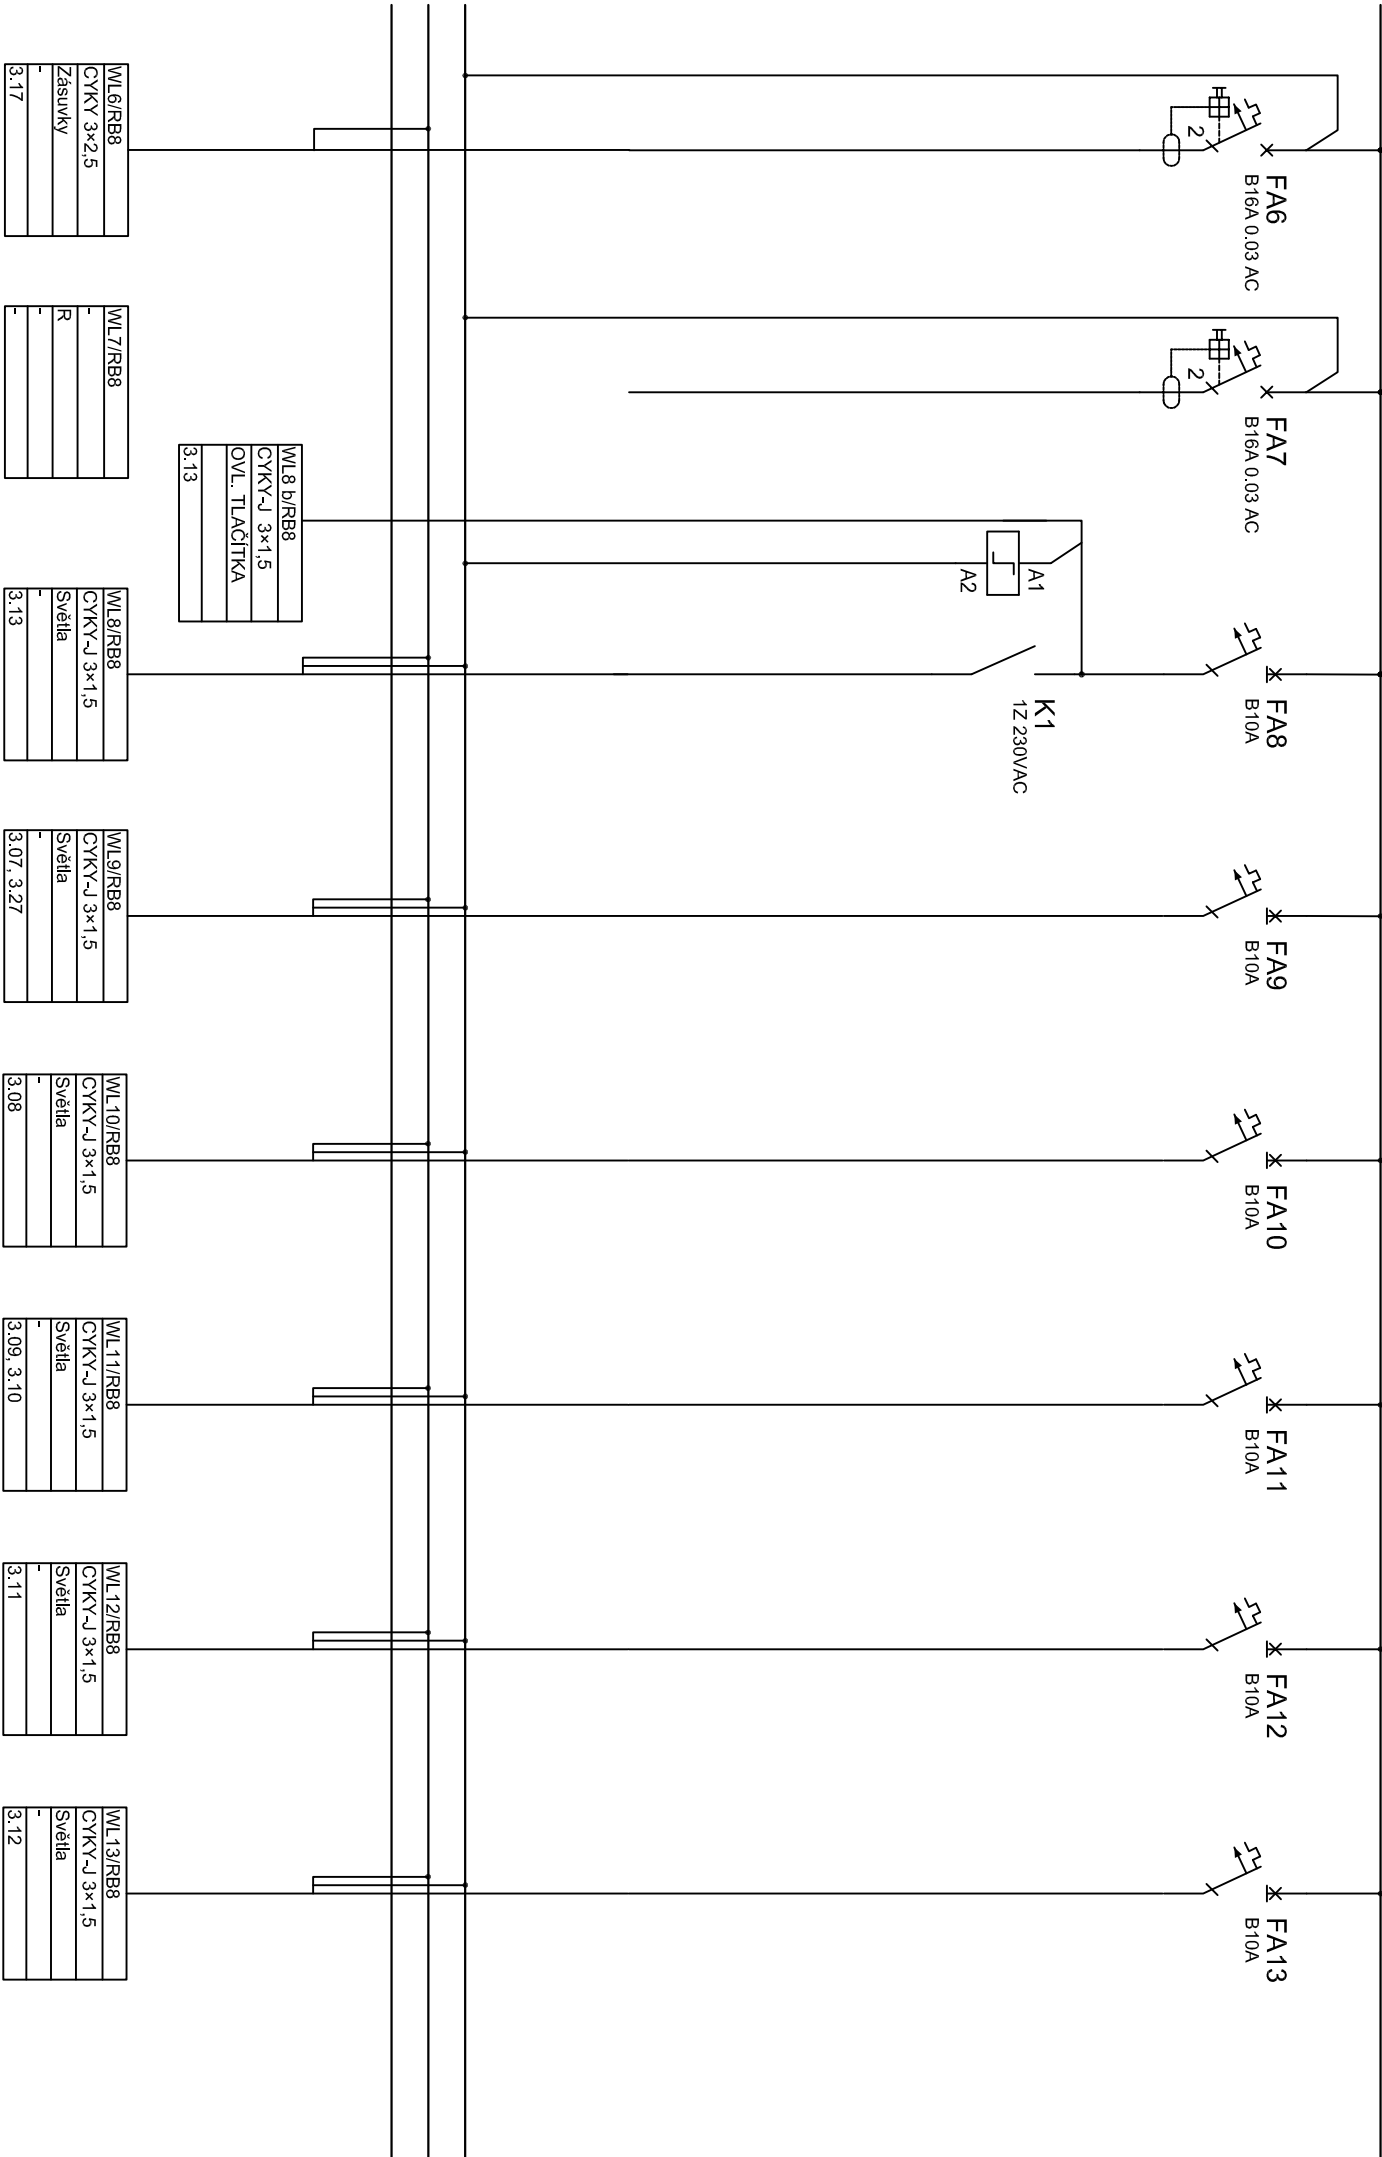 FA6
B16A 0.03 AC
2
FA7
B16A 0.03 AC
2
FA8
B10A
FA9
B10A
FA10
B10A
FA11
B10A
FA12
B10A
FA13
B10A
K1
1Z 230VAC
A1
A2
WL8 b/RB8
CYKY-J 3×1,5
OVL. TLAČÍTKA
3.13
WL6/RB8
CYKY 3×2,5
Zásuvky
-
3.17
WL7/RB8
-
R
-
-
WL8/RB8
CYKY-J 3×1,5
Světla
-
3.13
WL9/RB8
CYKY-J 3×1,5
Světla
-
3.07, 3.27
WL10/RB8
CYKY-J 3×1,5
Světla
-
3.08
WL11/RB8
CYKY-J 3×1,5
Světla
-
3.09, 3.10
WL12/RB8
CYKY-J 3×1,5
Světla
-
3.11
WL13/RB8
CYKY-J 3×1,5
Světla
-
3.12